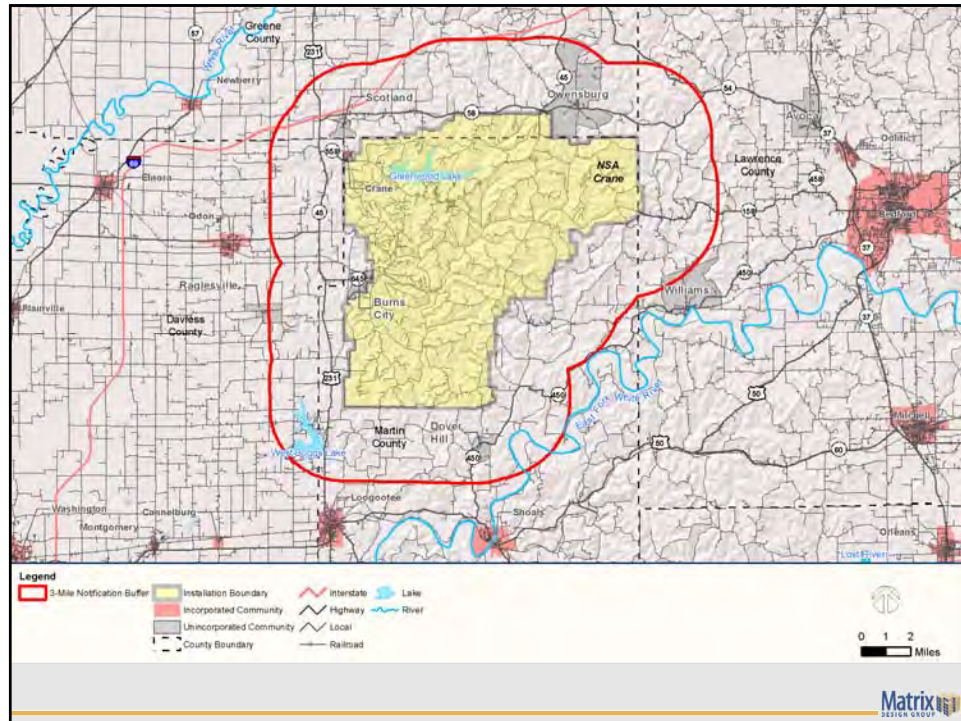 Greene
County
57
231
White River
Newberry
45
Owensburg
Scotland
58
54
Avoca
37
Oolitic
69
Elnora
558
Crane
Greenwood Lake
NSA
Crane
Lawrence
County
458
Odon
45
158
Bedford
37
645
450
Williams
Raglesville
Burns
City
Plainville
Daviess
County
37
231
450
50
East Fork White River
Martin
County
Dover
Hill
Mitchell
West Boggs Lake
450
50
60
Loogootee
Washington
Cannelburg
Montgomery
Shoals
Orleans
Lost River
Legend
3-Mile Notification Buffer
Installation Boundary
Interstate
Lake
Incorporated Community
Highway
River
Unincorporated Community
Local
County Boundary
Railroad
0 1 2
Miles
Matrix
DESIGN GROUP